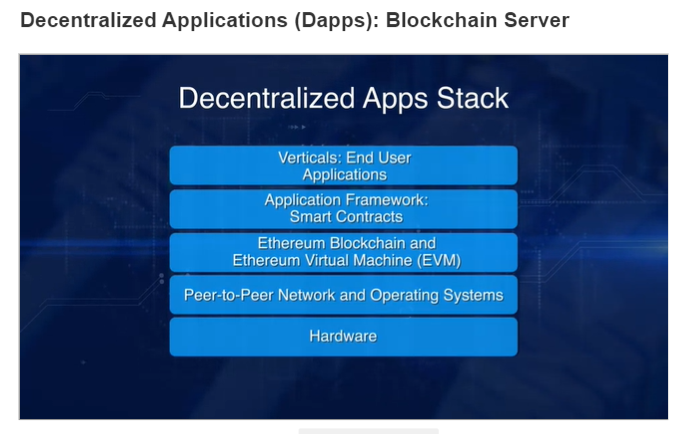 Decentralized Applications (Dapps): Blockchain Server
Decentralized Apps Stack
Verticals: End User
Applications
Application Framework:
Smart Contracts
Ethereum Blockchain and
Ethereum Virtual Machine (EVM)
Peer-to-Peer Network and Operating Systems
Hardware